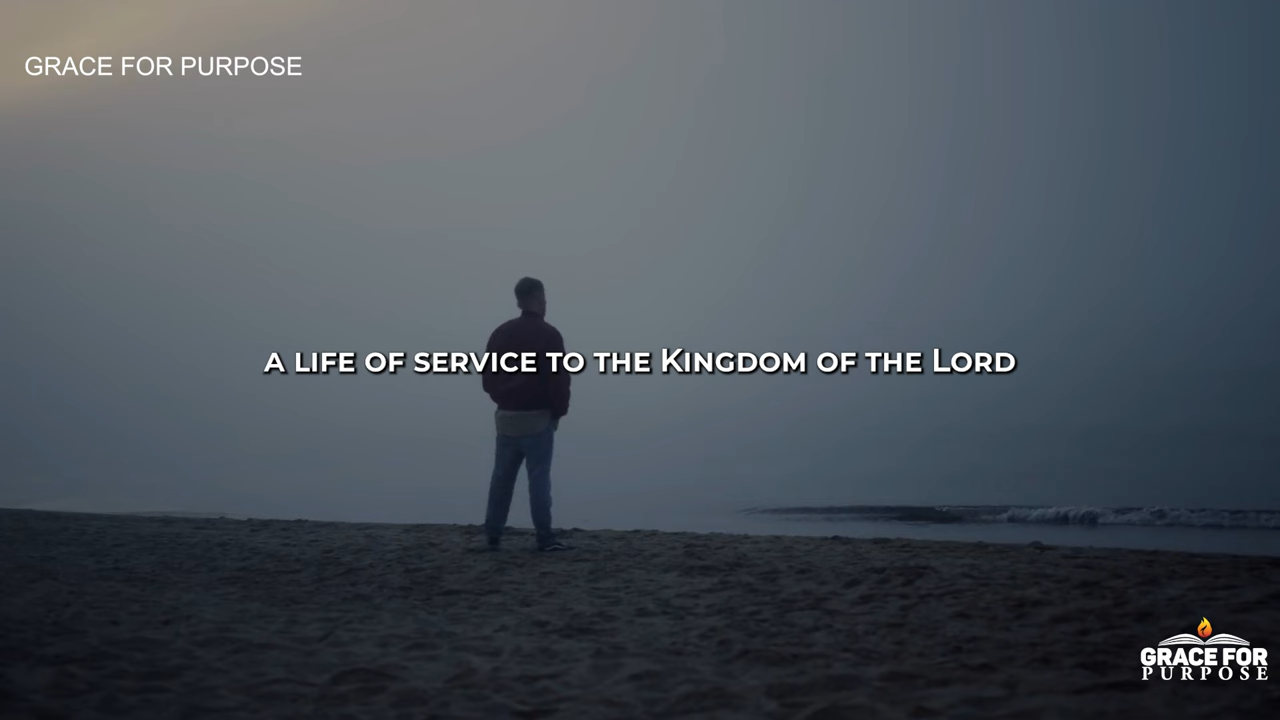 GRACE FOR PURPOSE
A LIFE OF SERVICE TO THE KINGDOM OF THE LORD
GRACE FOR
PURPOSE